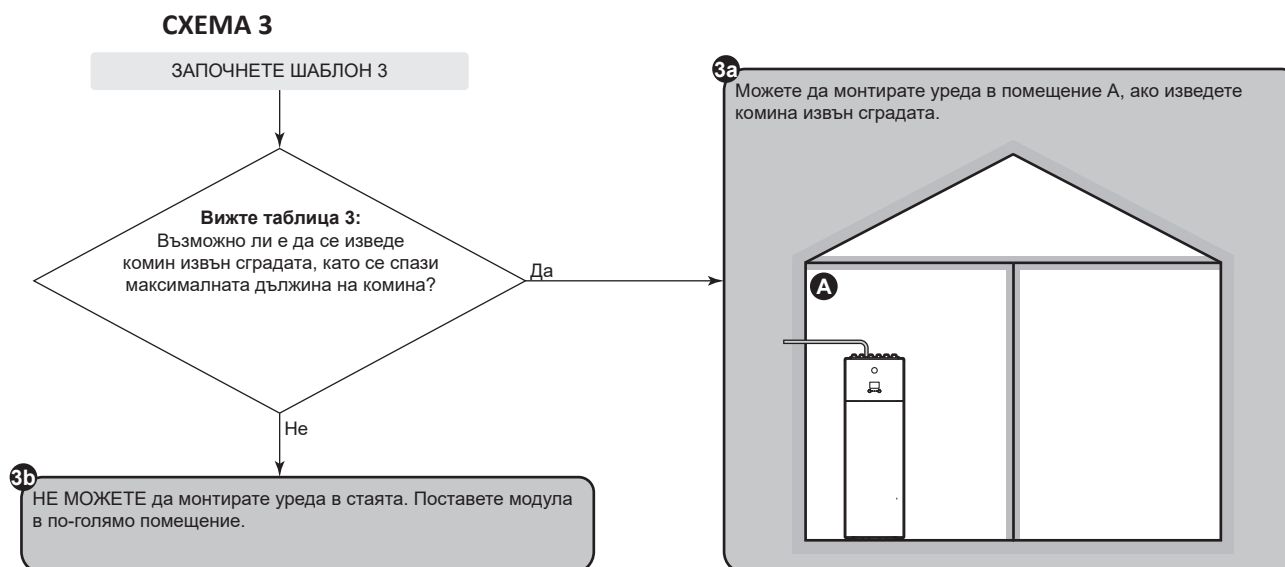 СХЕМА 3
ЗАПОЧНЕТЕ ШАБЛОН 3
Вижте таблица 3:
Възможно ли е да се изведе
комин извън сградата, като се спази
максималната дължина на комина?
Да
Не
3a
Можете да монтирате уреда в помещение A, ако изведете
комина извън сградата.
A
3b
НЕ МОЖЕТЕ да монтирате уреда в стаята. Поставете модула
в по-голямо помещение.